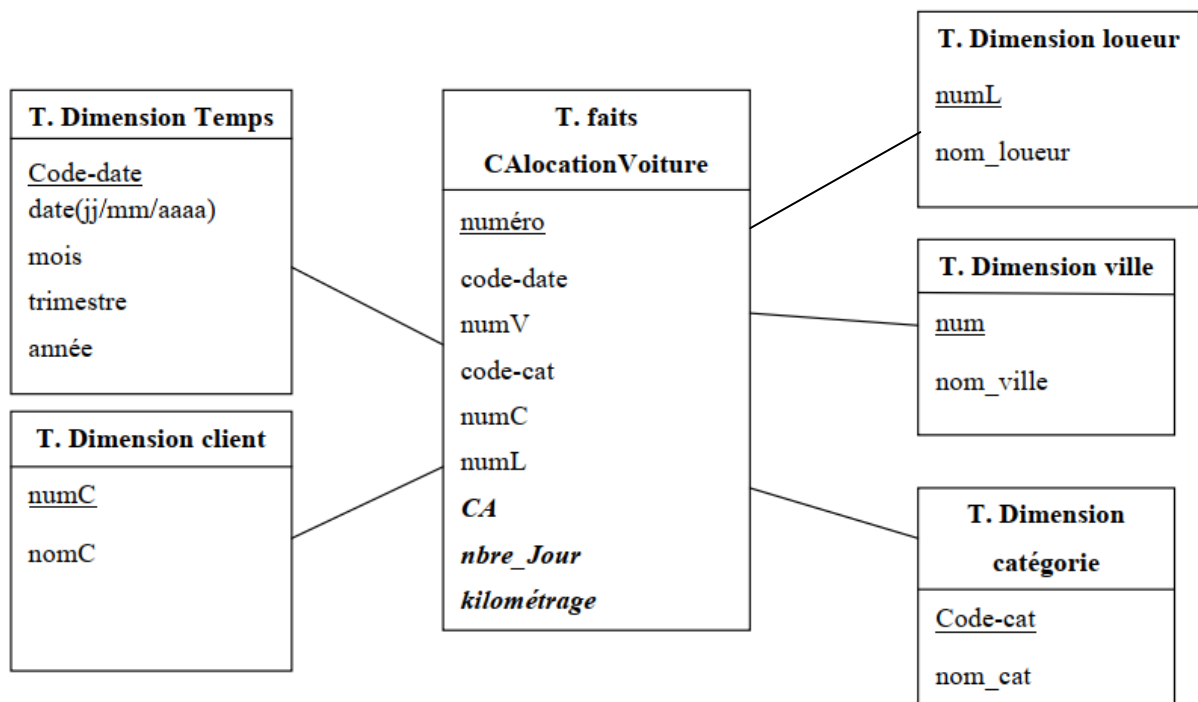 T. Dimension Temps
Code-date
date(jj/mm/aaaa)
mois
trimestre
année
T. Dimension client
numC
nomC
T. faits
CAlocationVoiture
numéro
code-date
numV
code-cat
numC
numL
CA
nbre_Jour
kilométrage
T. Dimension loueur
numL
nom_loueur
T. Dimension ville
num
nom_ville
T. Dimension
catégorie
Code-cat
nom_cat